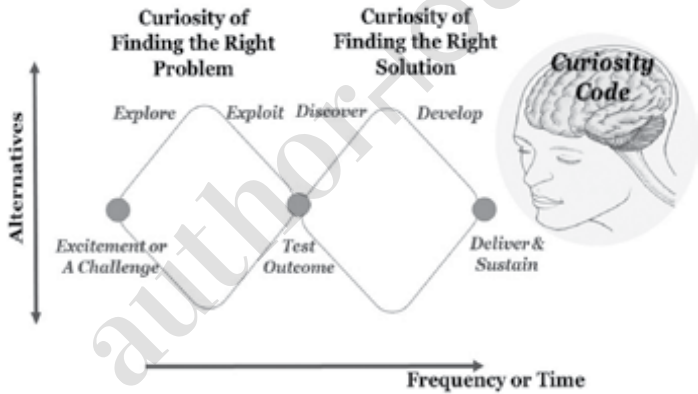 Curiosity of
Finding the Right
Problem
Curiosity of
Finding the Right
Solution
Curiosity
Code
Explore
Exploit
Discover
Develop
Alternatives
Excitement or
A Challenge
Test
Outcome
Deliver &
Sustain
Frequency or Time
author